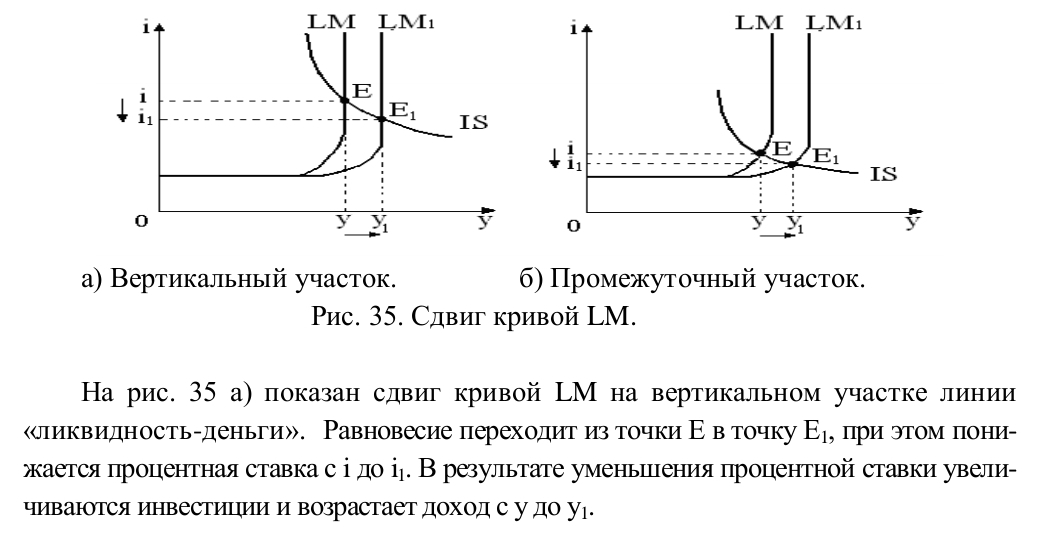 i LM LM₁ i LM LM₁
i E i₁ E₁ IS i E i₁ E₁ IS
0 y y₁ y 0 y y₁ y
а) Вертикальный участок. б) Промежуточный участок.
Рис. 35. Сдвиг кривой LM.
На рис. 35 а) показан сдвиг кривой LM на вертикальном участке линии
«ликвидность-деньги». Равновесие переходит из точки E в точку E₁, при этом пони-
жается процентная ставка с i до i₁. В результате уменьшения процентной ставки увели-
чиваются инвестиции и возрастает доход с y до y₁.